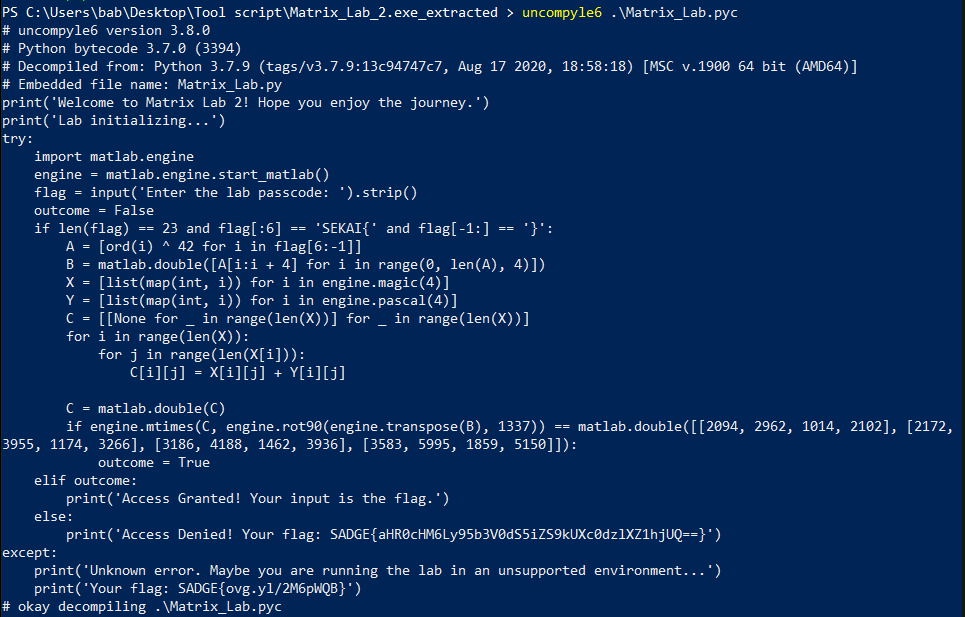 PS C:\Users\bab\Desktop\Tool script\Matrix_Lab_2.exe_extracted > uncompyle6 .\Matrix_Lab.pyc
# uncompyle6 version 3.8.0
# Python bytecode 3.7.0 (3394)
# Decompiled from: Python 3.7.9 (tags/v3.7.9:13c94747c7, Aug 17 2020, 18:58:18) [MSC v.1900 64 bit (AMD64)]
# Embedded file name: Matrix_Lab.py
print('Welcome to Matrix Lab 2! Hope you enjoy the journey.')
print('Lab initializing...')
try:
    import matlab.engine
    engine = matlab.engine.start_matlab()
    flag = input('Enter the lab passcode: ').strip()
    outcome = False
    if len(flag) == 23 and flag[:6] == 'SEKAI{' and flag[-1:] == '}':
        A = [ord(i) ^ 42 for i in flag[6:-1]]
        B = matlab.double([A[i:i + 4] for i in range(0, len(A), 4)])
        X = [list(map(int, i)) for i in engine.magic(4)]
        Y = [list(map(int, i)) for i in engine.pascal(4)]
        C = [[None for _ in range(len(X))] for _ in range(len(X))]
        for i in range(len(X)):
            for j in range(len(X[i])):
                C[i][j] = X[i][j] + Y[i][j]

        C = matlab.double(C)
        if engine.mtimes(C, engine.rot90(engine.transpose(B), 1337)) == matlab.double([[2094, 2962, 1014, 2102], [2172,
3955, 1174, 3266], [3186, 4188, 1462, 3936], [3583, 5995, 1859, 5150]]):
            outcome = True
    elif outcome:
        print('Access Granted! Your input is the flag.')
    else:
        print('Access Denied! Your flag: SADGE{aHR0cHM6Ly95b3V0dS5iZS9kUXc0dzlXZ1hjUQ==}')
except:
    print('Unknown error. Maybe you are running the lab in an unsupported environment...')
    print('Your flag: SADGE{ovg.yl/2M6pWQB}')
# okay decompiling .\Matrix_Lab.pyc